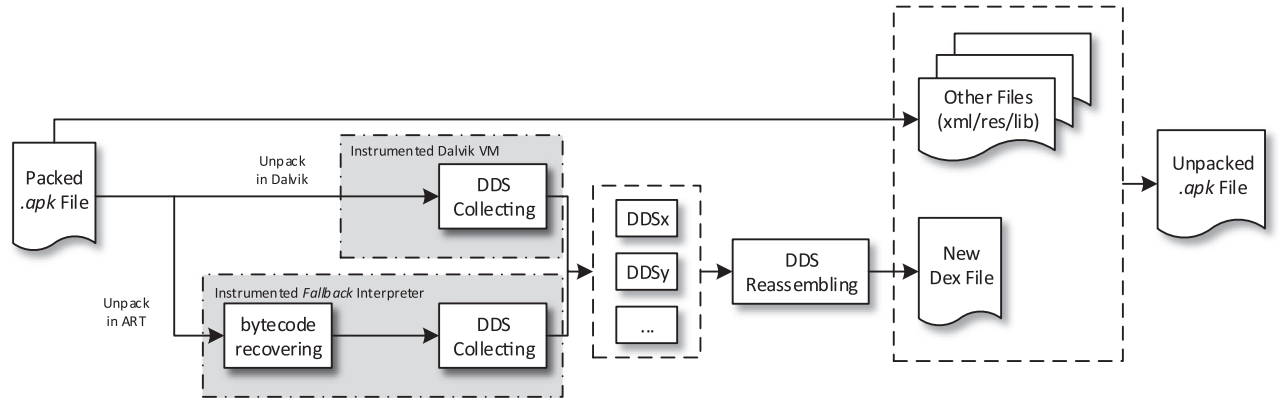 Other Files
(xml/res/lib)
Packed
.apk File
Unpack
in Dalvik
Instrumented Dalvik VM
DDS
Collecting
Unpacked
.apk File
DDSx
DDSy
...
DDS
Reassembling
New
Dex File
Unpack
in ART
Instrumented Fallback Interpreter
bytecode
recovering
DDS
Collecting